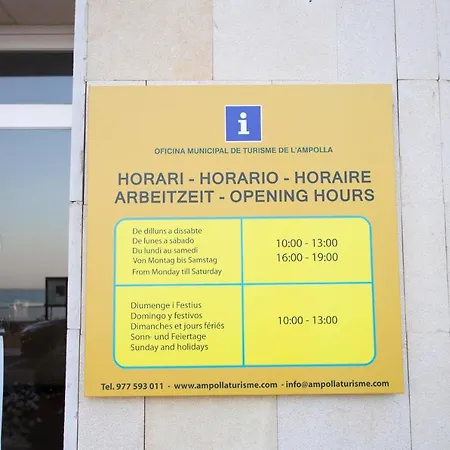 i
OFICINA MUNICIPAL DE TURISME DE L'AMPOLLA
HORARI - HORARIO - HORAIRE
ARBEITZEIT - OPENING HOURS
De dilluns a dissabte
De lunes a sábado
Du lundi au samedi
Von Montag bis Samstag
From Monday till Saturday
10:00 - 13:00
16:00 - 19:00
Diumenge i Festius
Domingo y festivos
Dimanches et jours fériés
Sonn- und Feiertage
Sunday and holidays
10:00 - 13:00
Tel. 977 593 011 - www.ampollaturisme.com - info@ampollaturisme.com